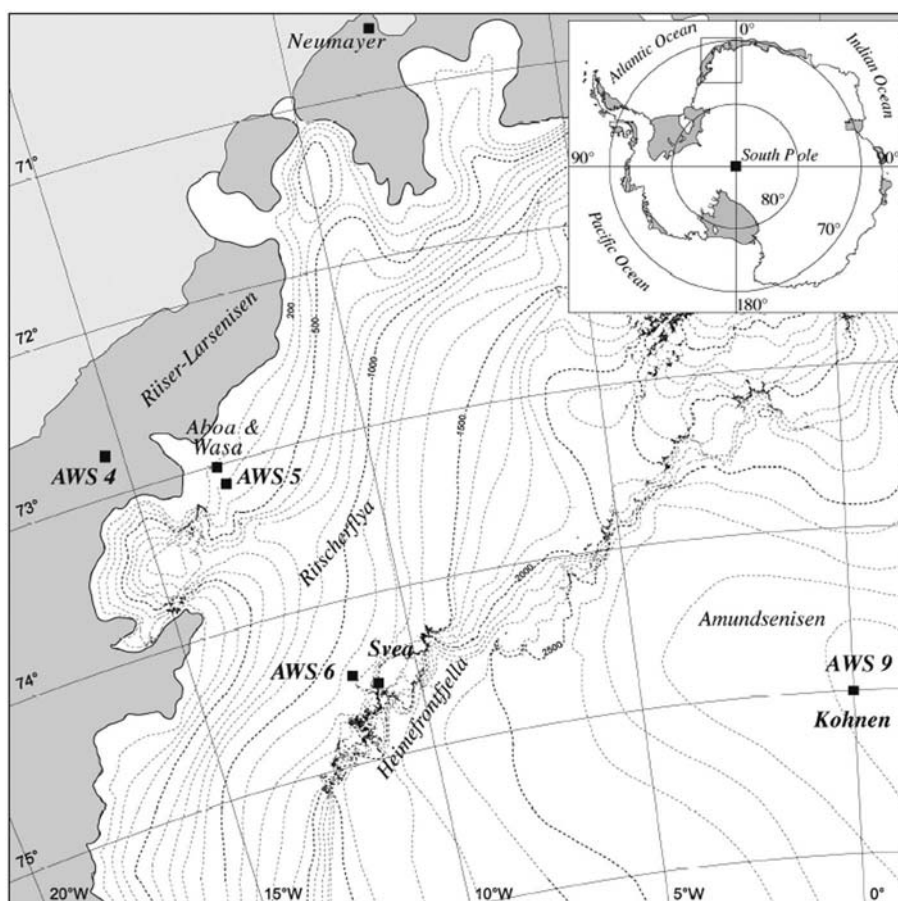 Neumayer
71°
72°
73°
74°
75°
Riiser-Larsenisen
Aboa &
Wasa
AWS 4
AWS 5
Ritscherflya
AWS 6
Svea
Heimefrontfjella
Amundsenisen
AWS 9
Kohnen
200
500
1000
1500
2000
2500
20°W
15°W
10°W
5°W
0°
0°
Atlantic Ocean
Indian Ocean
90°
South Pole
90°
80°
70°
Pacific Ocean
180°